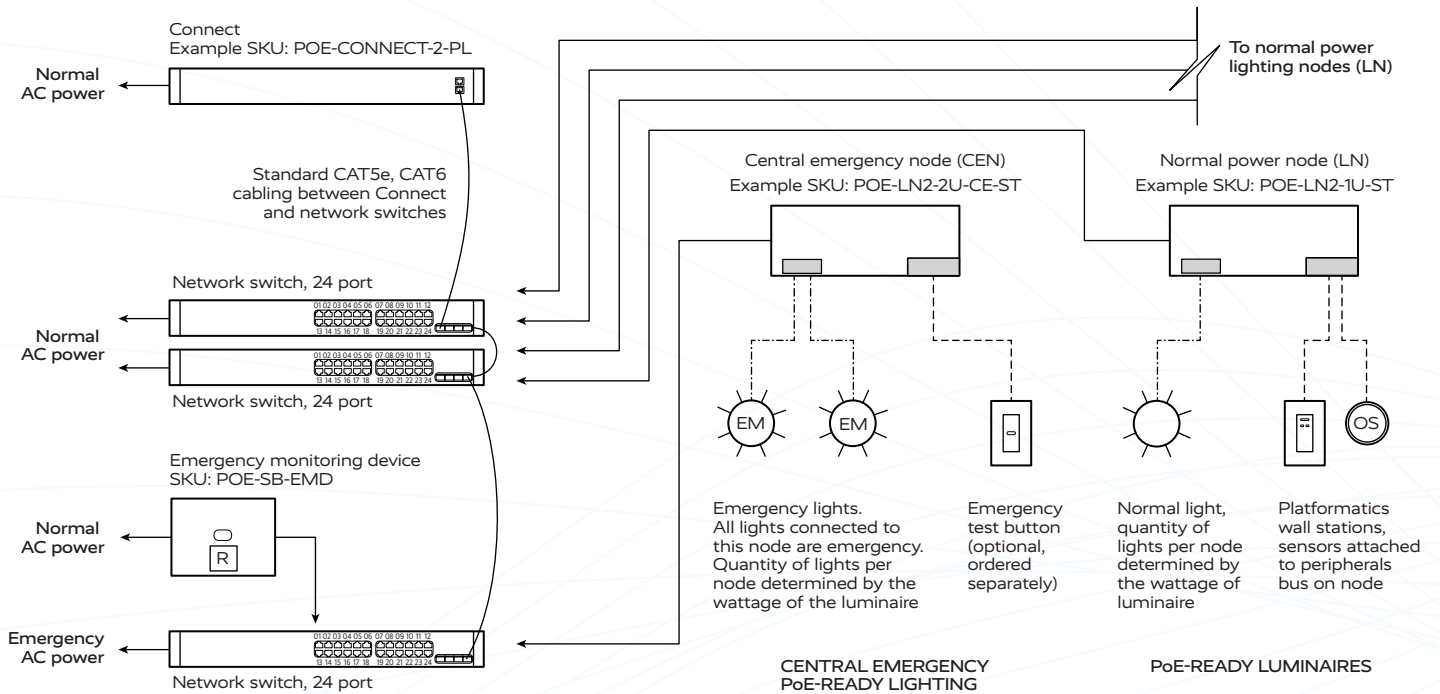 Connect
Example SKU: POE-CONNECT-2-PL
Normal
AC power
To normal power
lighting nodes (LN)
Standard CAT5e, CAT6
cabling between Connect
and network switches
Central emergency node (CEN)
Example SKU: POE-LN2-2U-CE-ST
Normal power node (LN)
Example SKU: POE-LN2-1U-ST
Network switch, 24 port
01 02 03 04 05 06 07 08 09 10 11 12
13 14 15 16 17 18 19 20 21 22 23 24
Normal
AC power
01 02 03 04 05 06 07 08 09 10 11 12
13 14 15 16 17 18 19 20 21 22 23 24
Network switch, 24 port
EM
EM
OS
Emergency monitoring device
SKU: POE-SB-EMD
Normal
AC power
R
Emergency lights.
All lights connected to
this node are emergency.
Quantity of lights per
node determined by the
wattage of the luminaire
Emergency
test button
(optional,
ordered
separately)
Normal light,
quantity of
lights per node
determined by
the wattage of
luminaire
Platformatics
wall stations,
sensors attached
to peripherals
bus on node
Emergency
AC power
01 02 03 04 05 06 07 08 09 10 11 12
13 14 15 16 17 18 19 20 21 22 23 24
Network switch, 24 port
CENTRAL EMERGENCY
PoE-READY LIGHTING
PoE-READY LUMINAIRES